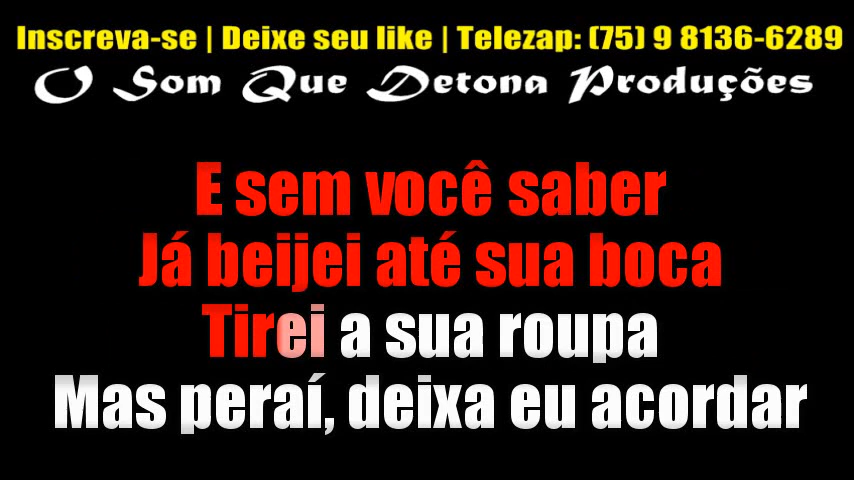 Inscreva-se | Deixe seu like | Telezap: (75) 9 8136-6289
O Som Que Detona Produções
E sem você saber
Já beijei até sua boca
Tirei a sua roupa
Mas peraí, deixa eu acordar